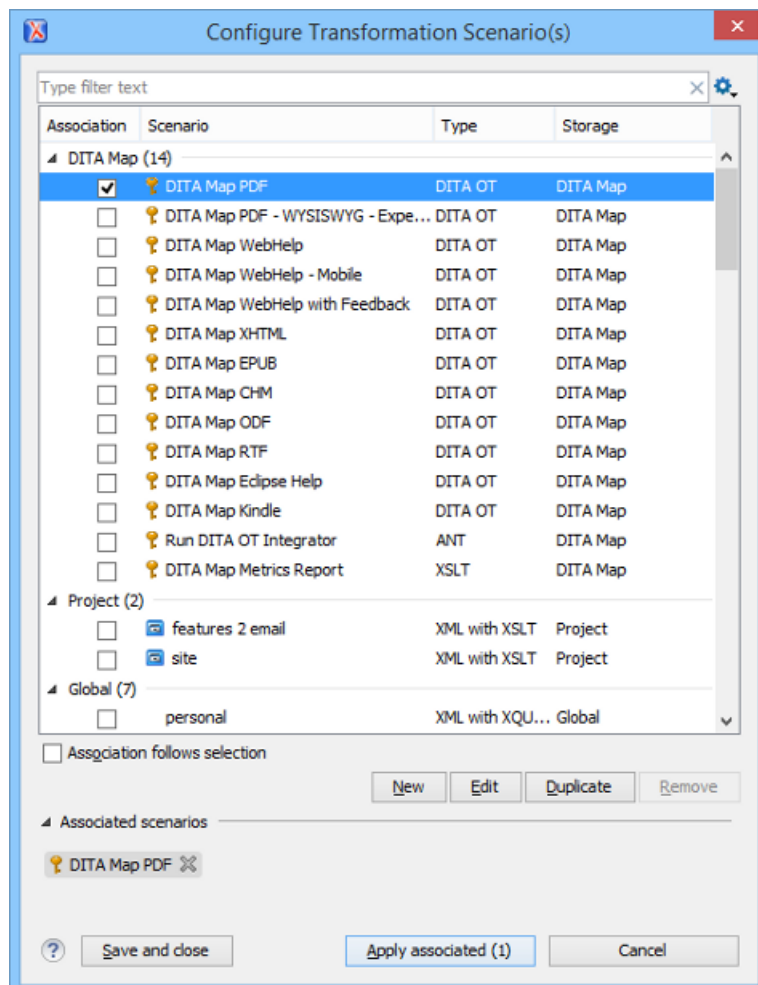 Configure Transformation Scenario(s)
Type filter text
Association Scenario Type Storage
DITA Map (14)
DITA Map PDF DITA OT DITA Map
DITA Map PDF - WYSISWYG - Expe... DITA OT DITA Map
DITA Map WebHelp DITA OT DITA Map
DITA Map WebHelp - Mobile DITA OT DITA Map
DITA Map WebHelp with Feedback DITA OT DITA Map
DITA Map XHTML DITA OT DITA Map
DITA Map EPUB DITA OT DITA Map
DITA Map CHM DITA OT DITA Map
DITA Map ODF DITA OT DITA Map
DITA Map RTF DITA OT DITA Map
DITA Map Eclipse Help DITA OT DITA Map
DITA Map Kindle DITA OT DITA Map
Run DITA OT Integrator ANT DITA Map
DITA Map Metrics Report XSLT DITA Map
Project (2)
features 2 email XML with XSLT Project
site XML with XSLT Project
Global (7)
personal XML with XQU... Global
Association follows selection
New Edit Duplicate Remove
Associated scenarios
DITA Map PDF
? Save and close Apply associated (1) Cancel